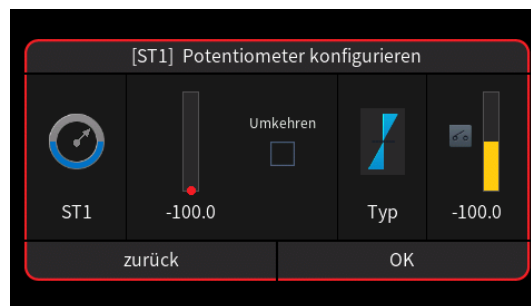 [ST1] Potentiometer konfigurieren
Umkehren
ST1
-100.0
Typ
-100.0
zurück
OK